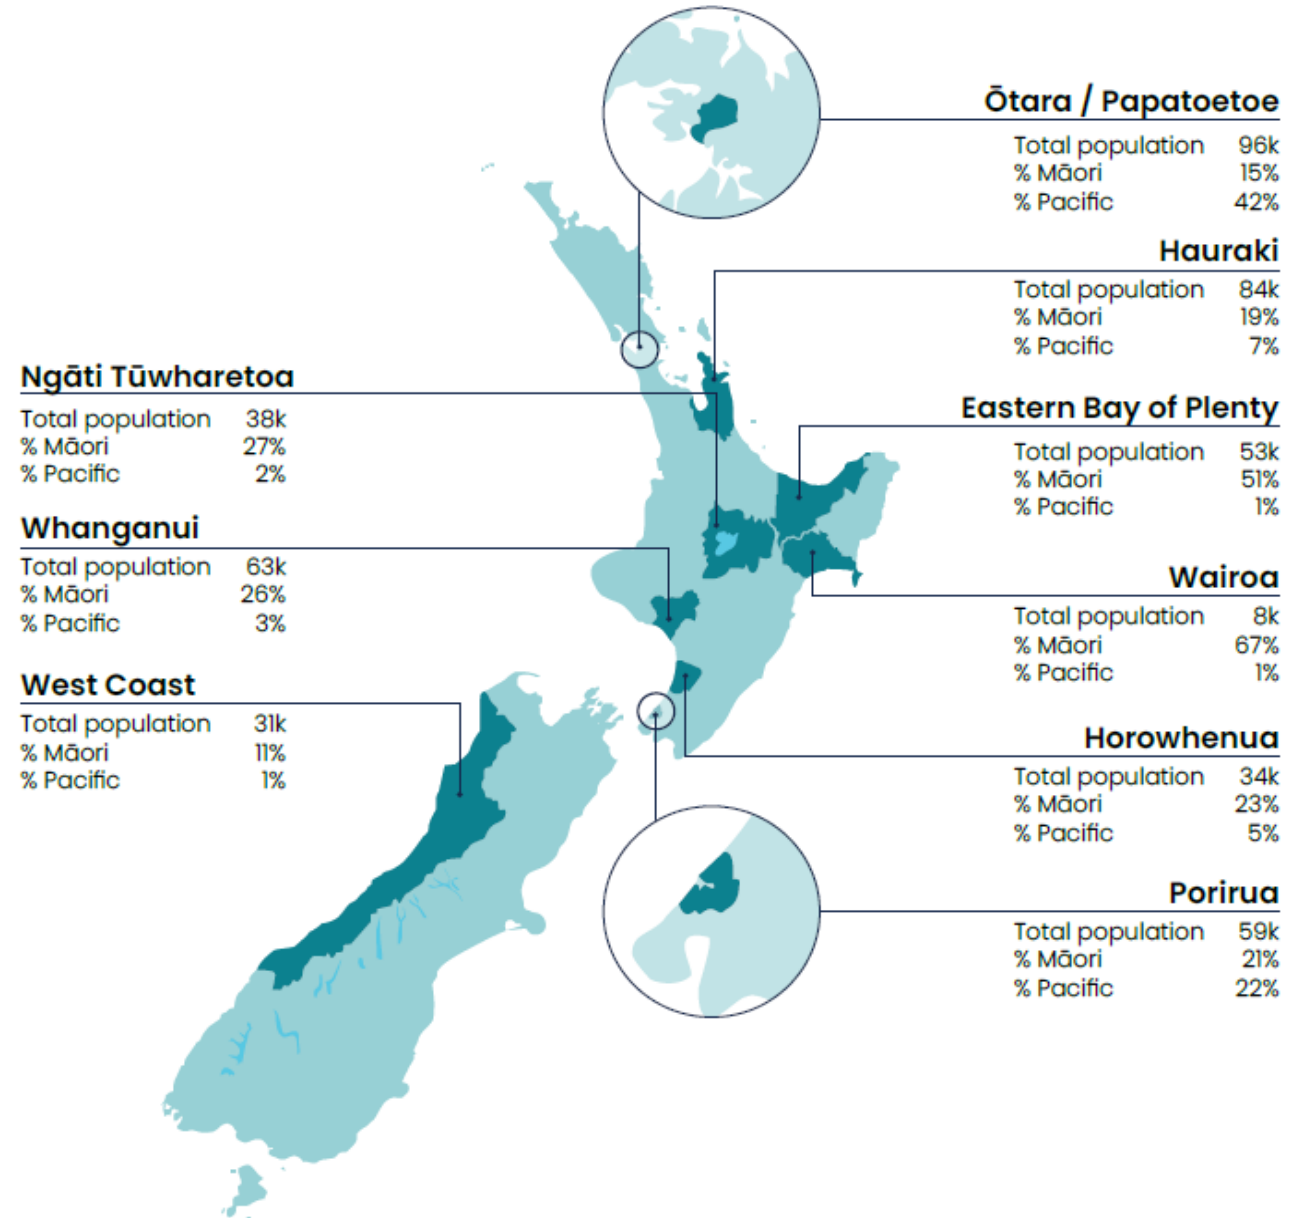 Ōtara / Papatoetoe
Total population 96k
% Māori 15%
% Pacific 42%
Hauraki
Total population 84k
% Māori 19%
% Pacific 7%
Ngāti Tūwharetoa
Total population 38k
% Māori 27%
% Pacific 2%
Eastern Bay of Plenty
Total population 53k
% Māori 51%
% Pacific 1%
Whanganui
Total population 63k
% Māori 26%
% Pacific 3%
Wairoa
Total population 8k
% Māori 67%
% Pacific 1%
West Coast
Total population 31k
% Māori 11%
% Pacific 1%
Horowhenua
Total population 34k
% Māori 23%
% Pacific 5%
Porirua
Total population 59k
% Māori 21%
% Pacific 22%